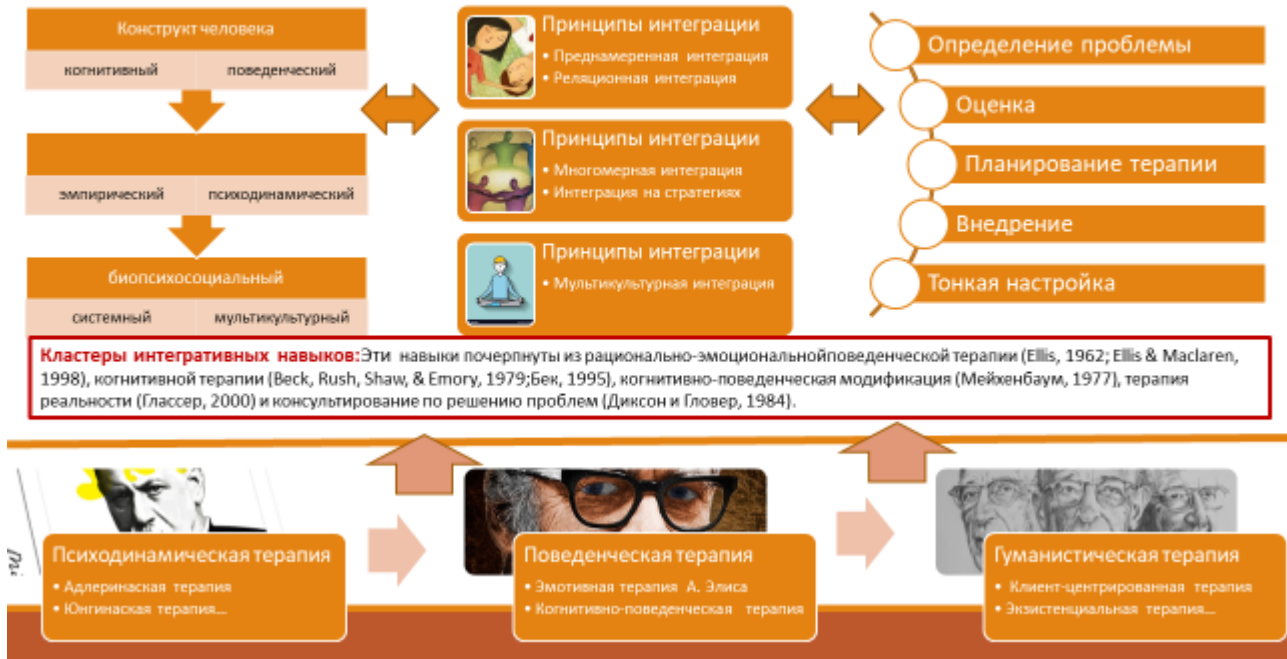 Конструкт человека
когнитивный
поведенческий
эмпирический
психодинамический
биопсихосоциальный
системный
мультикультурный
Принципы интеграции
• Преднамеренная интеграция
• Реляционная интеграция
Принципы интеграции
• Многомерная интеграция
• Интеграция на стратегиях
Принципы интеграции
• Мультикультурная интеграция
Определение проблемы
Оценка
Планирование терапии
Внедрение
Тонкая настройка
Кластеры интегративных навыков:Эти навыки почерпнуты из рационально-эмоциональнойповеденческой терапии (Ellis, 1962; Ellis & Maclaren,
1998), когнитивной терапии (Beck, Rush, Shaw, & Emory, 1979;Бек, 1995), когнитивно-поведенческая модификация (Мейхенбаум, 1977), терапия
реальности (Глассер, 2000) и консультирование по решению проблем (Диксон и Гловер, 1984).
Психодинамическая терапия
• Адлеринаская терапия
• Юнгинаская терапия...
Поведенческая терапия
• Эмотивная терапия А. Элиса
• Когнитивно-поведенческая терапия
Гуманистическая терапия
• Клиент-центрированная терапия
• Экзистенциальная терапия...